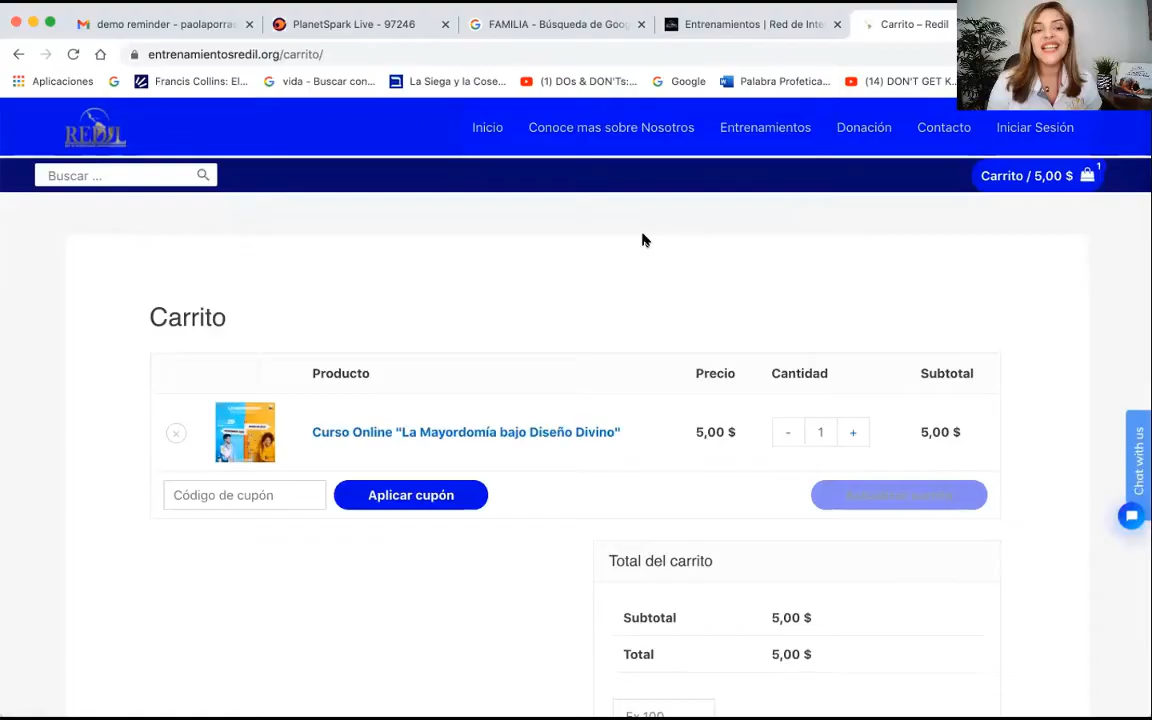 demo reminder - paolaporras
PlanetSpark Live - 97246
FAMILIA - Búsqueda de Goog
Entrenamientos | Red de Inte
Carrito – Redil
entrenamientosredil.org/carrito/
Aplicaciones
Francis Collins: El...
vida - Buscar con...
La Siega y la Cose...
(1) DOs & DON'Ts:...
Google
Palabra Profetica...
(14) DON'T GET K...
REDIL
Inicio
Conoce mas sobre Nosotros
Entrenamientos
Donación
Contacto
Iniciar Sesión
Buscar ...
Carrito / 5,00 $
1
Carrito
Producto Precio Cantidad Subtotal
× Curso Online "La Mayordomía bajo Diseño Divino" 5,00 $ - 1 + 5,00 $
Código de cupón
Aplicar cupón
Chat with us
Total del carrito
Subtotal 5,00 $
Total 5,00 $
Ex.100